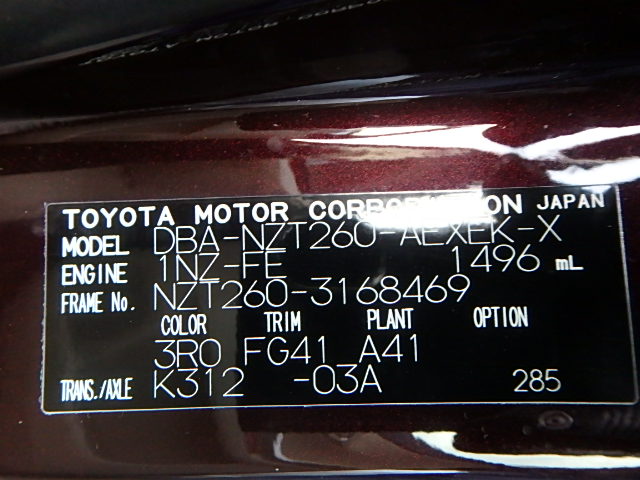 TOYOTA MOTOR CORPORATION JAPAN
MODEL DBA-NZT260-AEXEK-X
ENGINE 1NZ-FE 1496 mL
FRAME No. NZT260-3168469
COLOR TRIM PLANT OPTION
3R0 FG41 A41
TRANS./AXLE K312 -03A 285